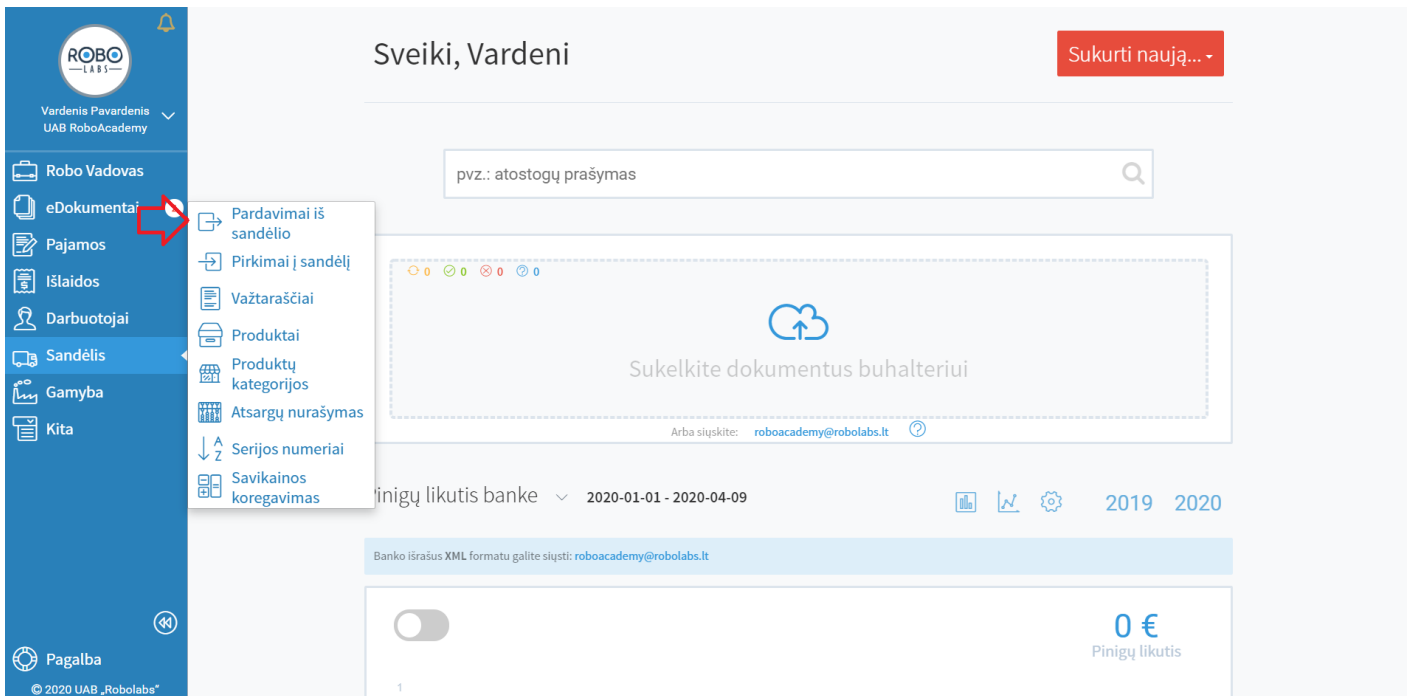 ROBO
LABS
Vardenis Pavardenis
UAB RoboAcademy
Robo Vadovas
eDokumentai
Pajamos
Išlaidos
Darbuotojai
Sandėlis
Gamyba
Kita
Pagalba
© 2020 UAB „Robolabs“
Pardavimai iš
sandėlio
Pirkimai į sandėlį
Važtaraščiai
Produktai
Produktų
kategorijos
Atsargų nurašymas
Serijos numeriai
Savikainos
koregavimas
Sveiki, Vardeni
Sukurti naują...
pvz.: atostogų prašymas
0 0 0 0
Sukelkite dokumentus buhalteriui
Arba siųskite: roboacademy@robolabs.lt
Pinigų likutis banke 2020-01-01 - 2020-04-09 2019 2020
Banko išrašus XML formatu galite siųsti: roboacademy@robolabs.lt
0 €
Pinigų likutis
1